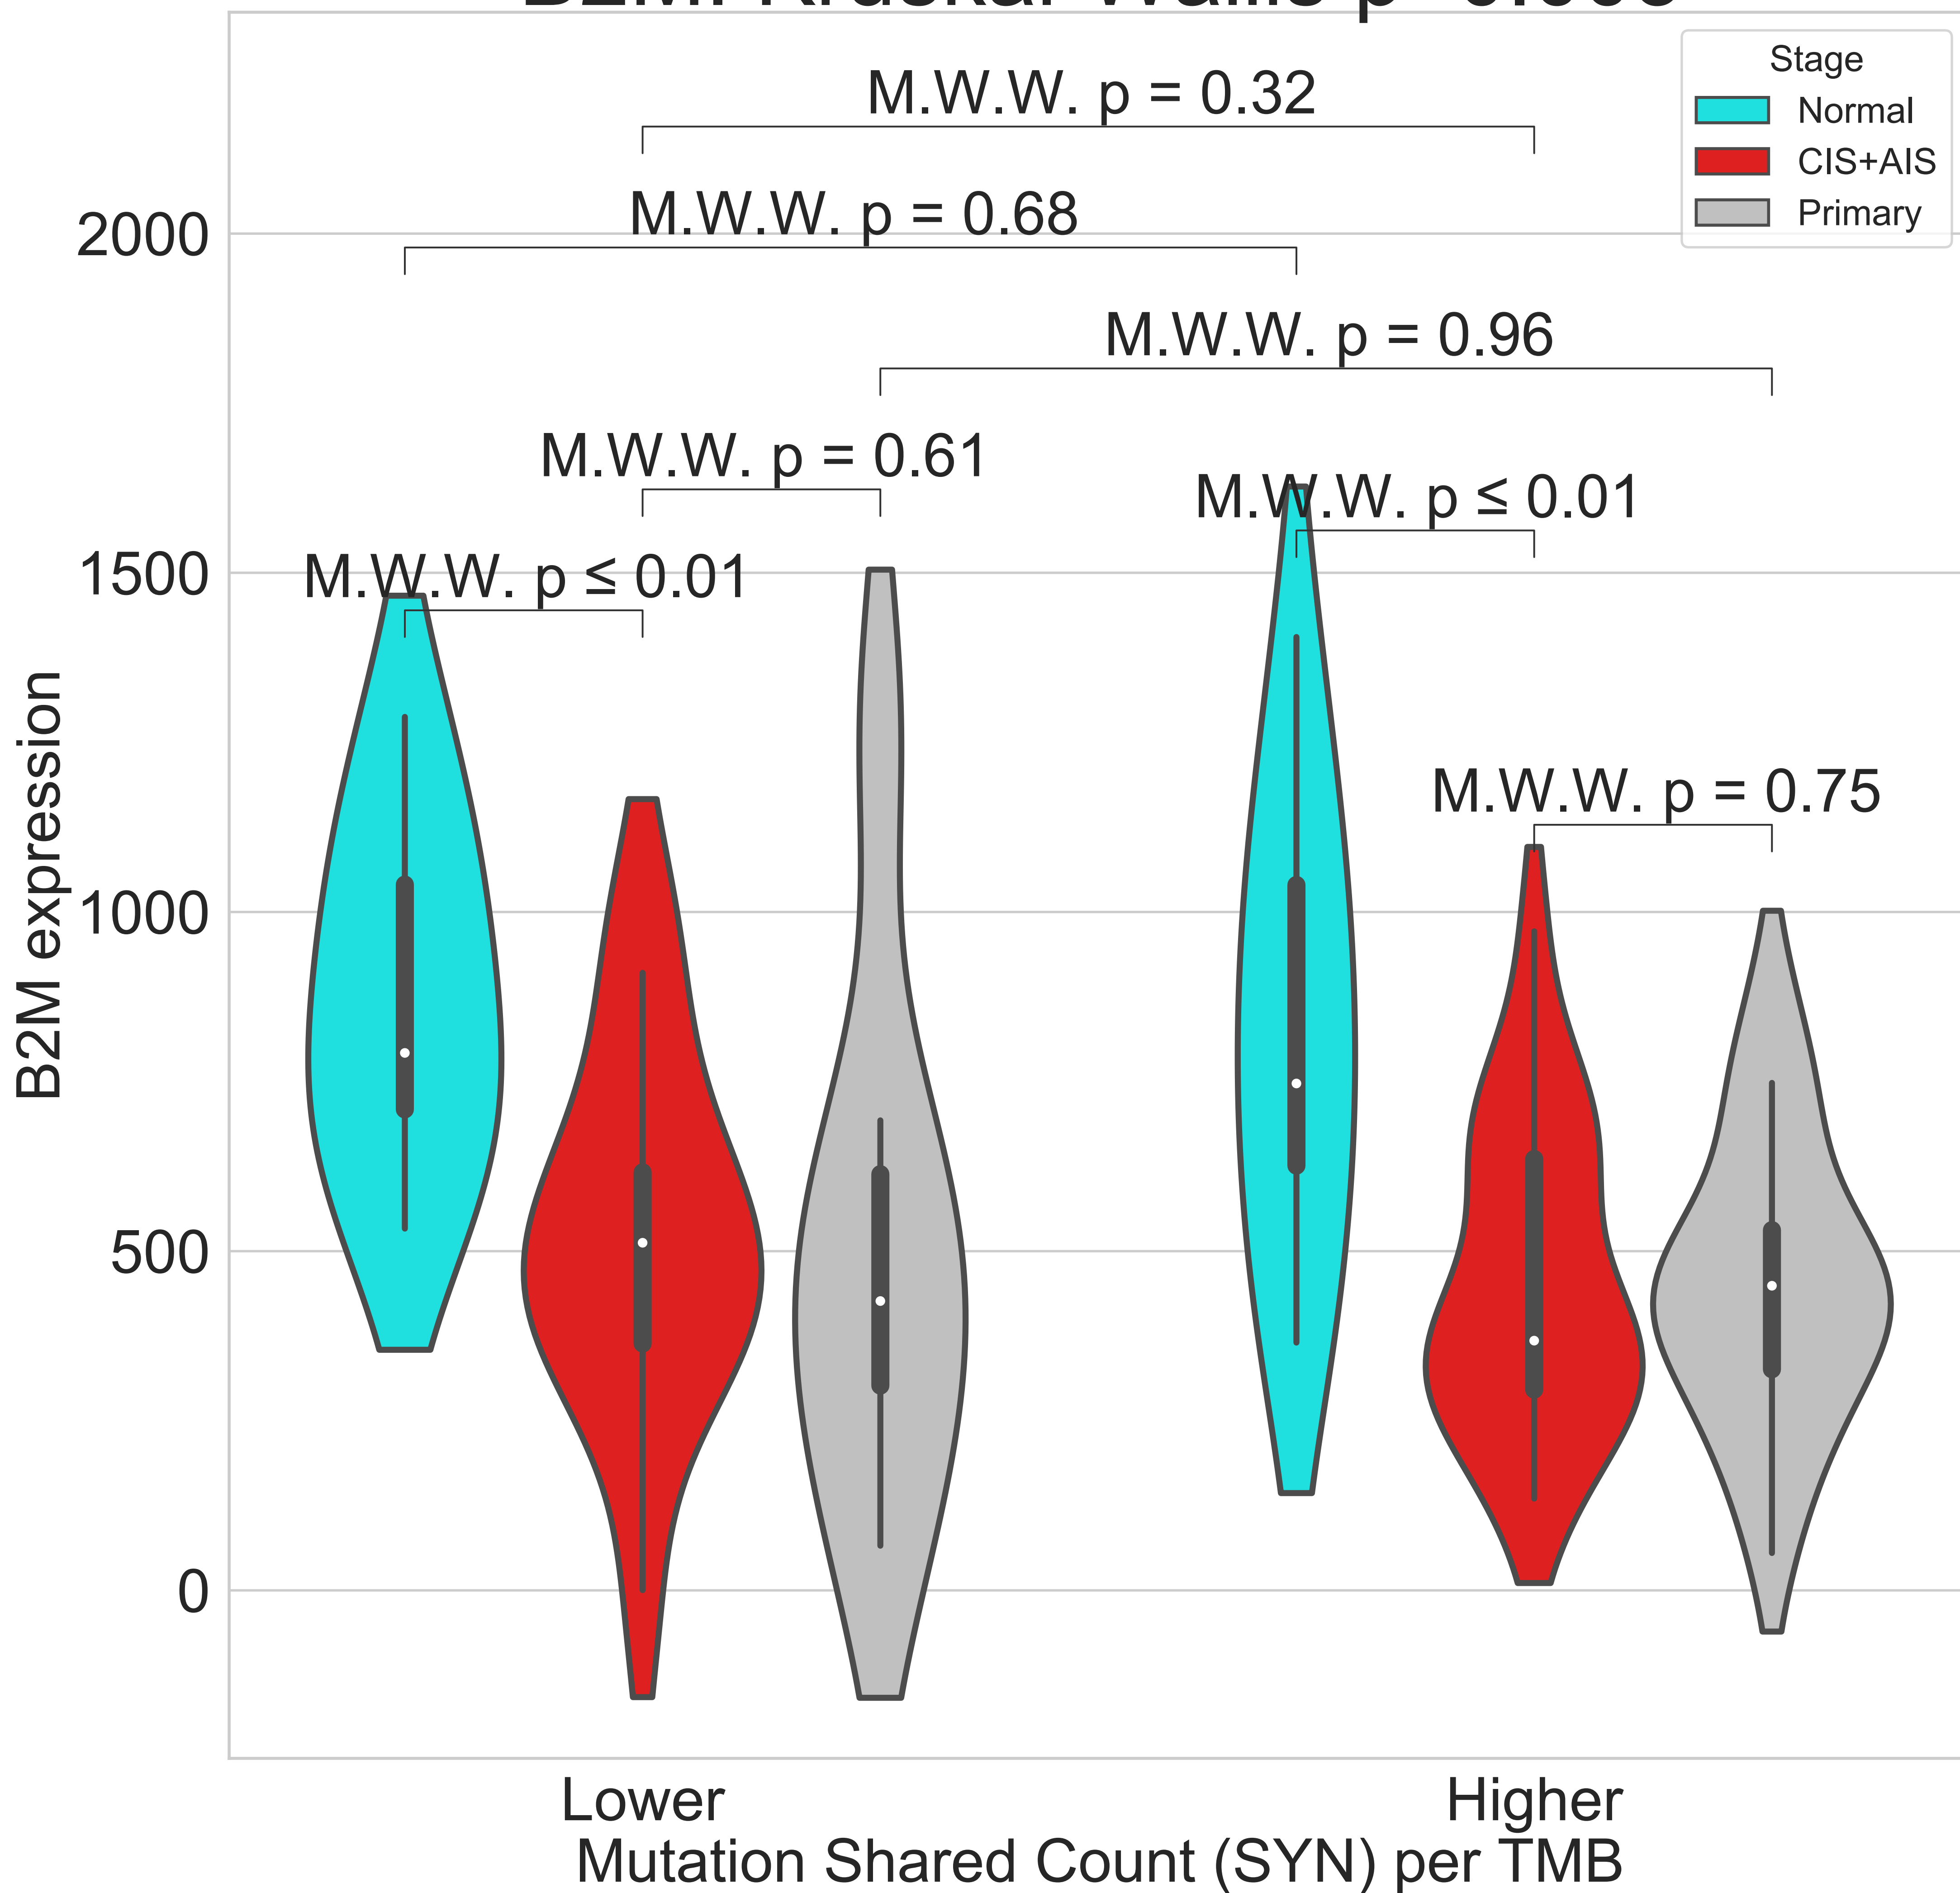 Stage
Normal
CIS+AIS
Primary
M.W.W. p = 0.32
M.W.W. p = 0.68
M.W.W. p = 0.96
M.W.W. p = 0.61
M.W.W. p ≤ 0.01
M.W.W. p ≤ 0.01
M.W.W. p = 0.75
2000
1500
1000
500
0
B2M expression
Lower
Higher
Mutation Shared Count (SYN) per TMB